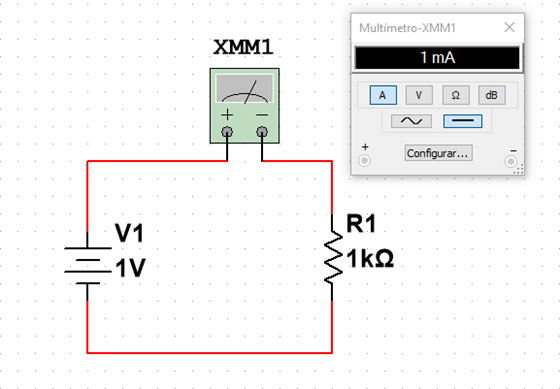 XMM1
Multímetro-XMM1
1 mA
A V Ω dB
Configurar...
+ −
+ −
V1
1V
R1
1kΩ